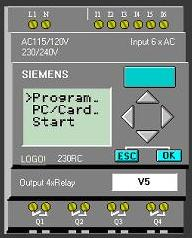 L1 N I1 I2 I3 I4 I5 I6
AC115/120V Input 6 x AC
230/240V
SIEMENS
>Program..
PC/Card..
Start
LOGO! 230RC ESC OK
Output 4xRelay V5
Q1 Q2 Q3 Q4